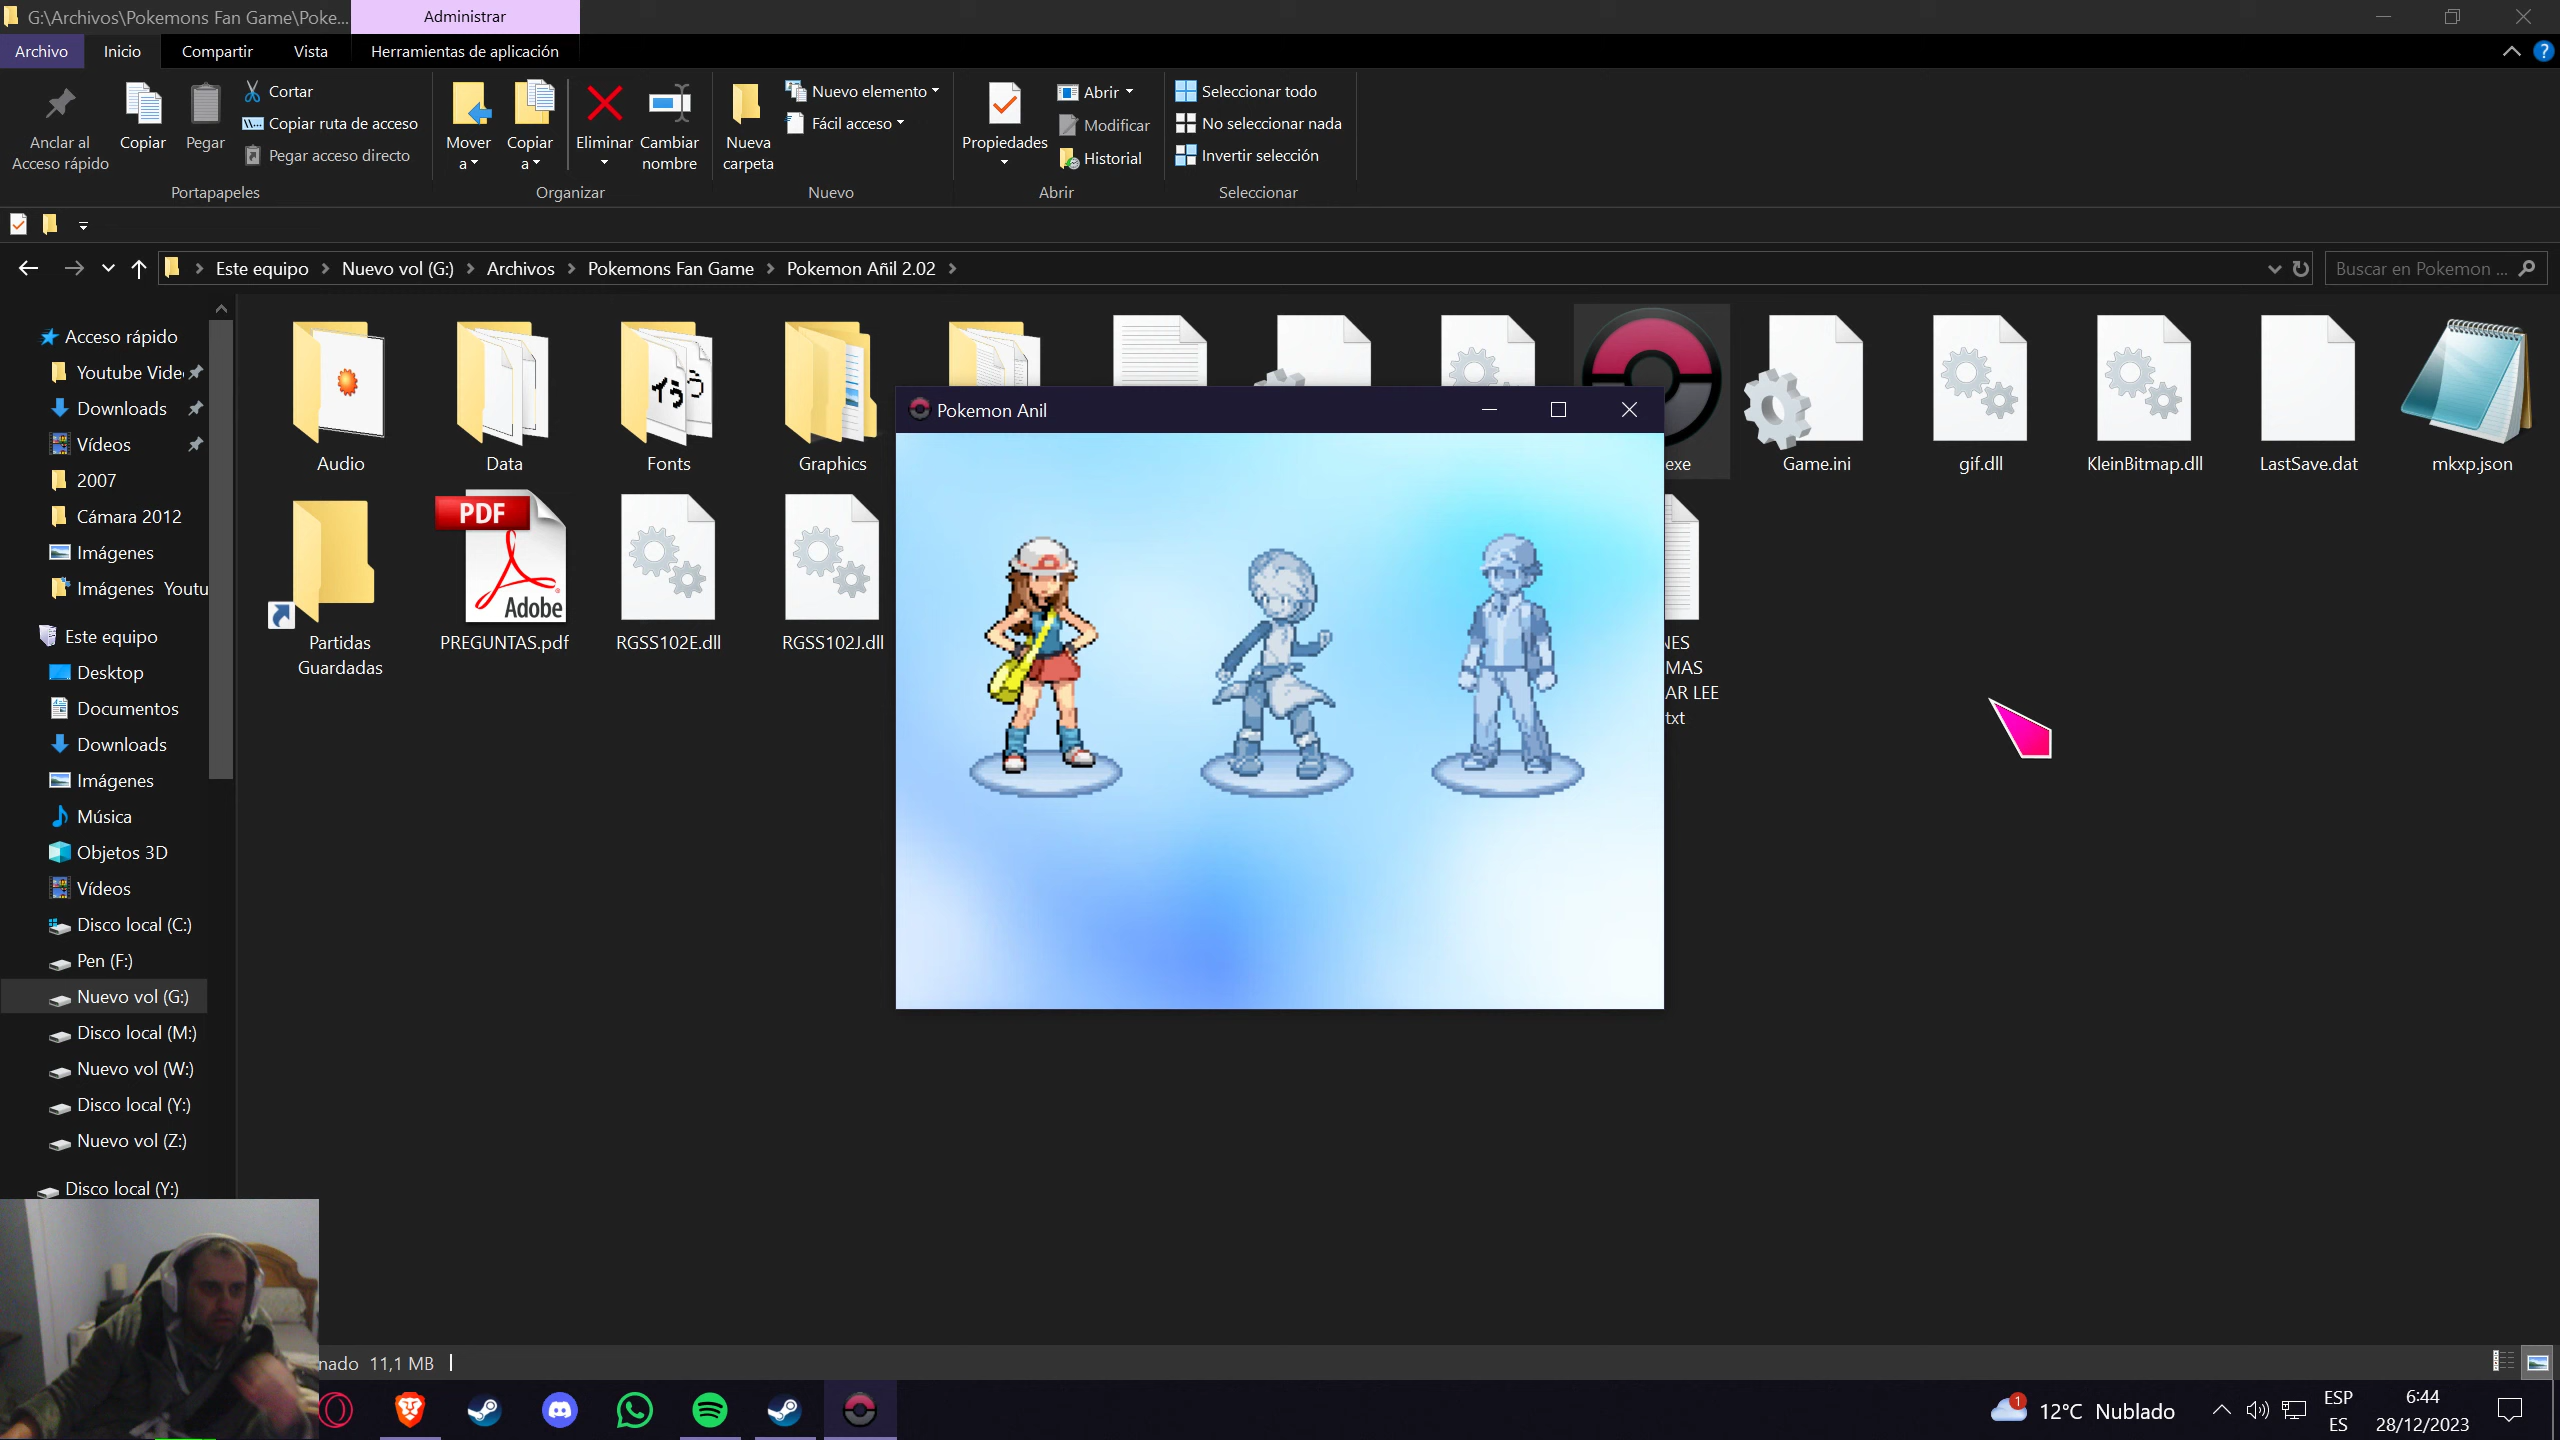 G:\Archivos\Pokemons Fan Game\Poke...
Administrar
Archivo
Inicio
Compartir
Vista
Herramientas de aplicación
Anclar al
Acceso rápido
Copiar
Pegar
Cortar
Copiar ruta de acceso
Pegar acceso directo
Portapapeles
Mover
a
Copiar
a
Eliminar
Cambiar
nombre
Organizar
Nueva
carpeta
Nuevo elemento
Fácil acceso
Nuevo
Propiedades
Abrir
Modificar
Historial
Abrir
Seleccionar todo
No seleccionar nada
Invertir selección
Seleccionar
Este equipo
Nuevo vol (G:)
Archivos
Pokemons Fan Game
Pokemon Añil 2.02
Buscar en Pokemon ...
Acceso rápido
Youtube Vide
Downloads
Vídeos
2007
Cámara 2012
Imágenes
Imágenes Youtu
Este equipo
Desktop
Documentos
Downloads
Imágenes
Música
Objetos 3D
Vídeos
Disco local (C:)
Pen (F:)
Nuevo vol (G:)
Disco local (M:)
Nuevo vol (W:)
Disco local (Y:)
Nuevo vol (Z:)
Disco local (Y:)
Audio
Data
Fonts
Graphics
exe
Game.ini
gif.dll
KleinBitmap.dll
LastSave.dat
mkxp.json
Partidas
Guardadas
PDF
Adobe
PREGUNTAS.pdf
RGSS102E.dll
RGSS102J.dll
NES
MAS
AR LEE
txt
Pokemon Anil
nado 11,1 MB
1
12°C Nublado
ESP
ES
6:44
28/12/2023